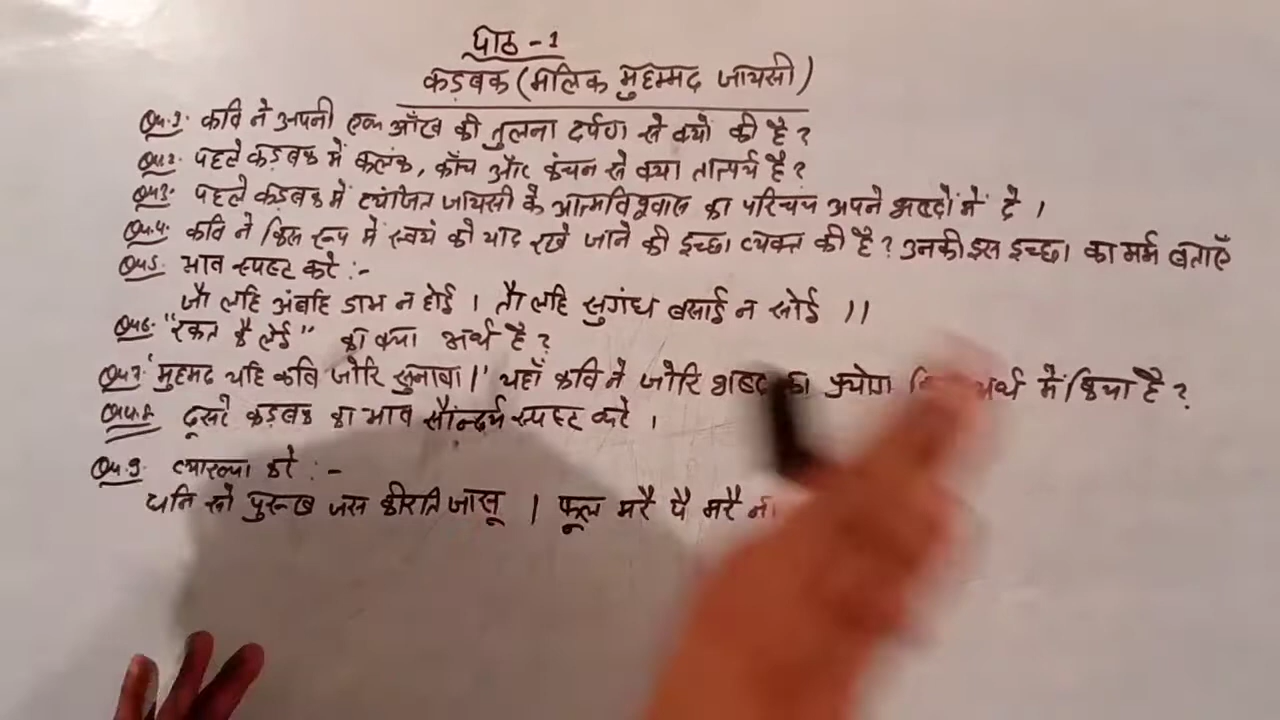 पाठ - 1
कड़बक (मलिक मुहम्मद जायसी)
Qu.1. कवि ने अपनी एक आँख की तुलना दर्पण से क्यों की है?
Qu.2. पहले कड़बक में कलंक, काँच और कंचन से क्या तात्पर्य है?
Qu.3. पहले कड़बक में व्यंजित जायसी के आत्मविश्वास का परिचय अपने शब्दों में दे ।
Qu.4. कवि ने किस रूप में स्वयं को याद रखे जाने की इच्छा व्यक्त की है? उनकी इस इच्छा का मर्म बताएँ
Qu.5. भाव स्पष्ट करे :-
जौ लहि अंबहि डाभ न होई । तौ लहि सुगंध बसाई न सोई ।।
Qu.6. "रकत कै लेई" का क्या अर्थ है?
Qu.7. 'मुहमद यहि कबि जोरि सुनावा।' यहाँ कवि ने जोरि शब्द का प्रयोग अर्थ में किया है?
Qu.8. दूसरे कड़बक का भाव सौन्दर्य स्पष्ट करे ।
Qu.9. व्याख्या करे :-
धनि सो पुरूख जस कीरति जासू । फूल मरै पै मरै